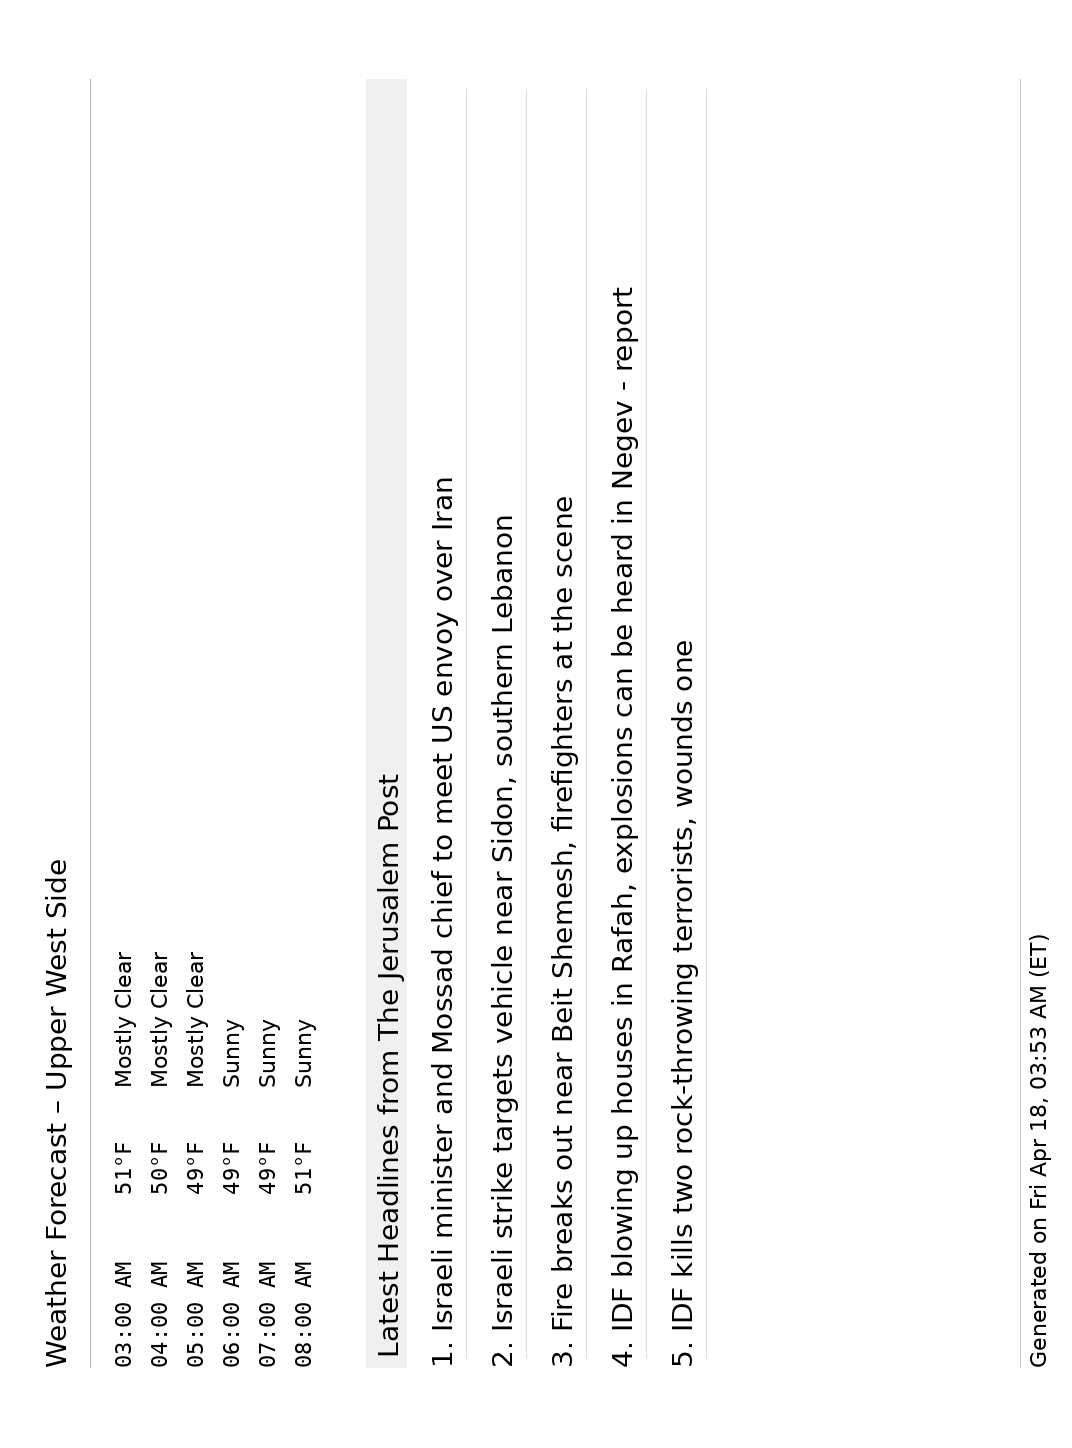 Weather Forecast – Upper West Side
03:00 AM 51°F Mostly Clear
04:00 AM 50°F Mostly Clear
05:00 AM 49°F Mostly Clear
06:00 AM 49°F Sunny
07:00 AM 49°F Sunny
08:00 AM 51°F Sunny
Latest Headlines from The Jerusalem Post
1. Israeli minister and Mossad chief to meet US envoy over Iran
2. Israeli strike targets vehicle near Sidon, southern Lebanon
3. Fire breaks out near Beit Shemesh, firefighters at the scene
4. IDF blowing up houses in Rafah, explosions can be heard in Negev - report
5. IDF kills two rock-throwing terrorists, wounds one
Generated on Fri Apr 18, 03:53 AM (ET)